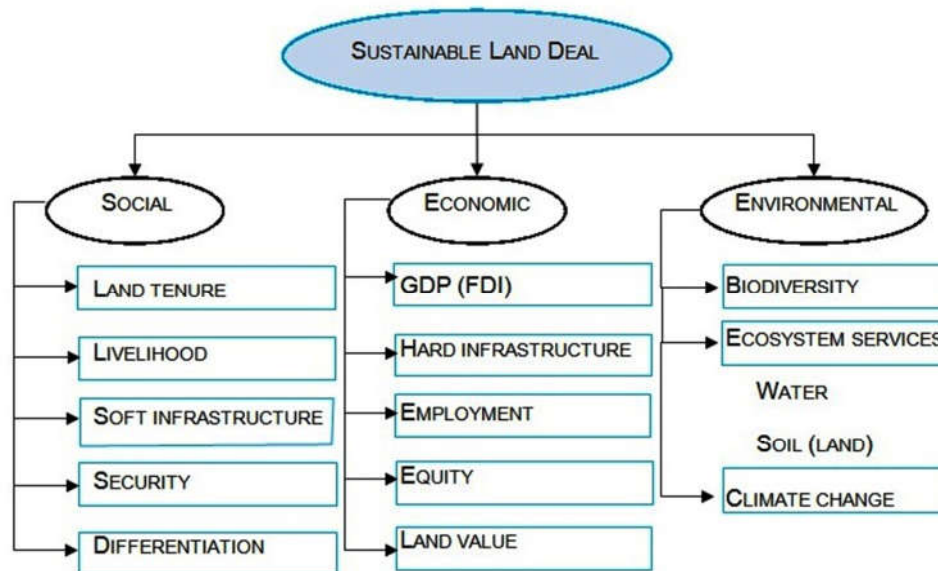 SUSTAINABLE LAND DEAL
SOCIAL
LAND TENURE
LIVELIHOOD
SOFT INFRASTRUCTURE
SECURITY
DIFFERENTIATION
ECONOMIC
GDP (FDI)
HARD INFRASTRUCTURE
EMPLOYMENT
EQUITY
LAND VALUE
ENVIRONMENTAL
BIODIVERSITY
ECOSYSTEM SERVICES
WATER
SOIL (LAND)
CLIMATE CHANGE